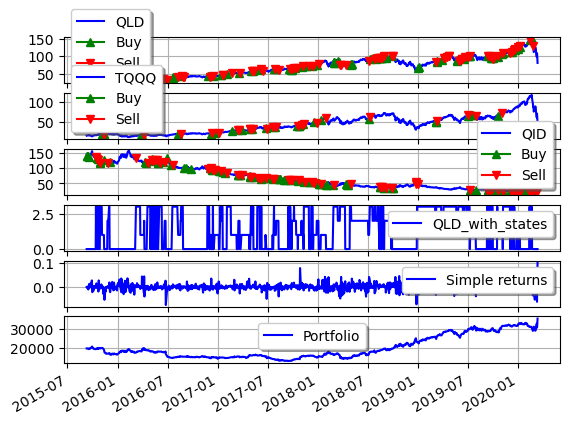 QLD
Buy
Sell
150
100
50
TQQQ
Buy
Sell
100
50
QID
Buy
Sell
150
100
50
QLD_with_states
2.5
0.0
Simple returns
0.1
0.0
Portfolio
30000
20000
2015-07
2016-01
2016-07
2017-01
2017-07
2018-01
2018-07
2019-01
2019-07
2020-01